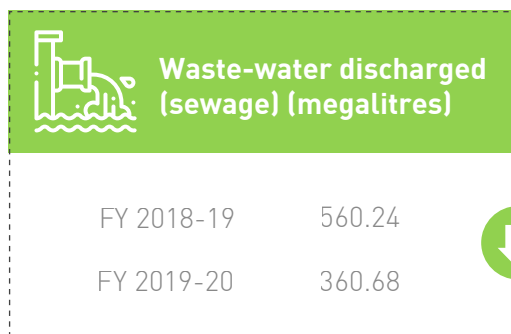 Waste-water discharged
(sewage) (megalitres)
FY 2018-19 560.24
FY 2019-20 360.68